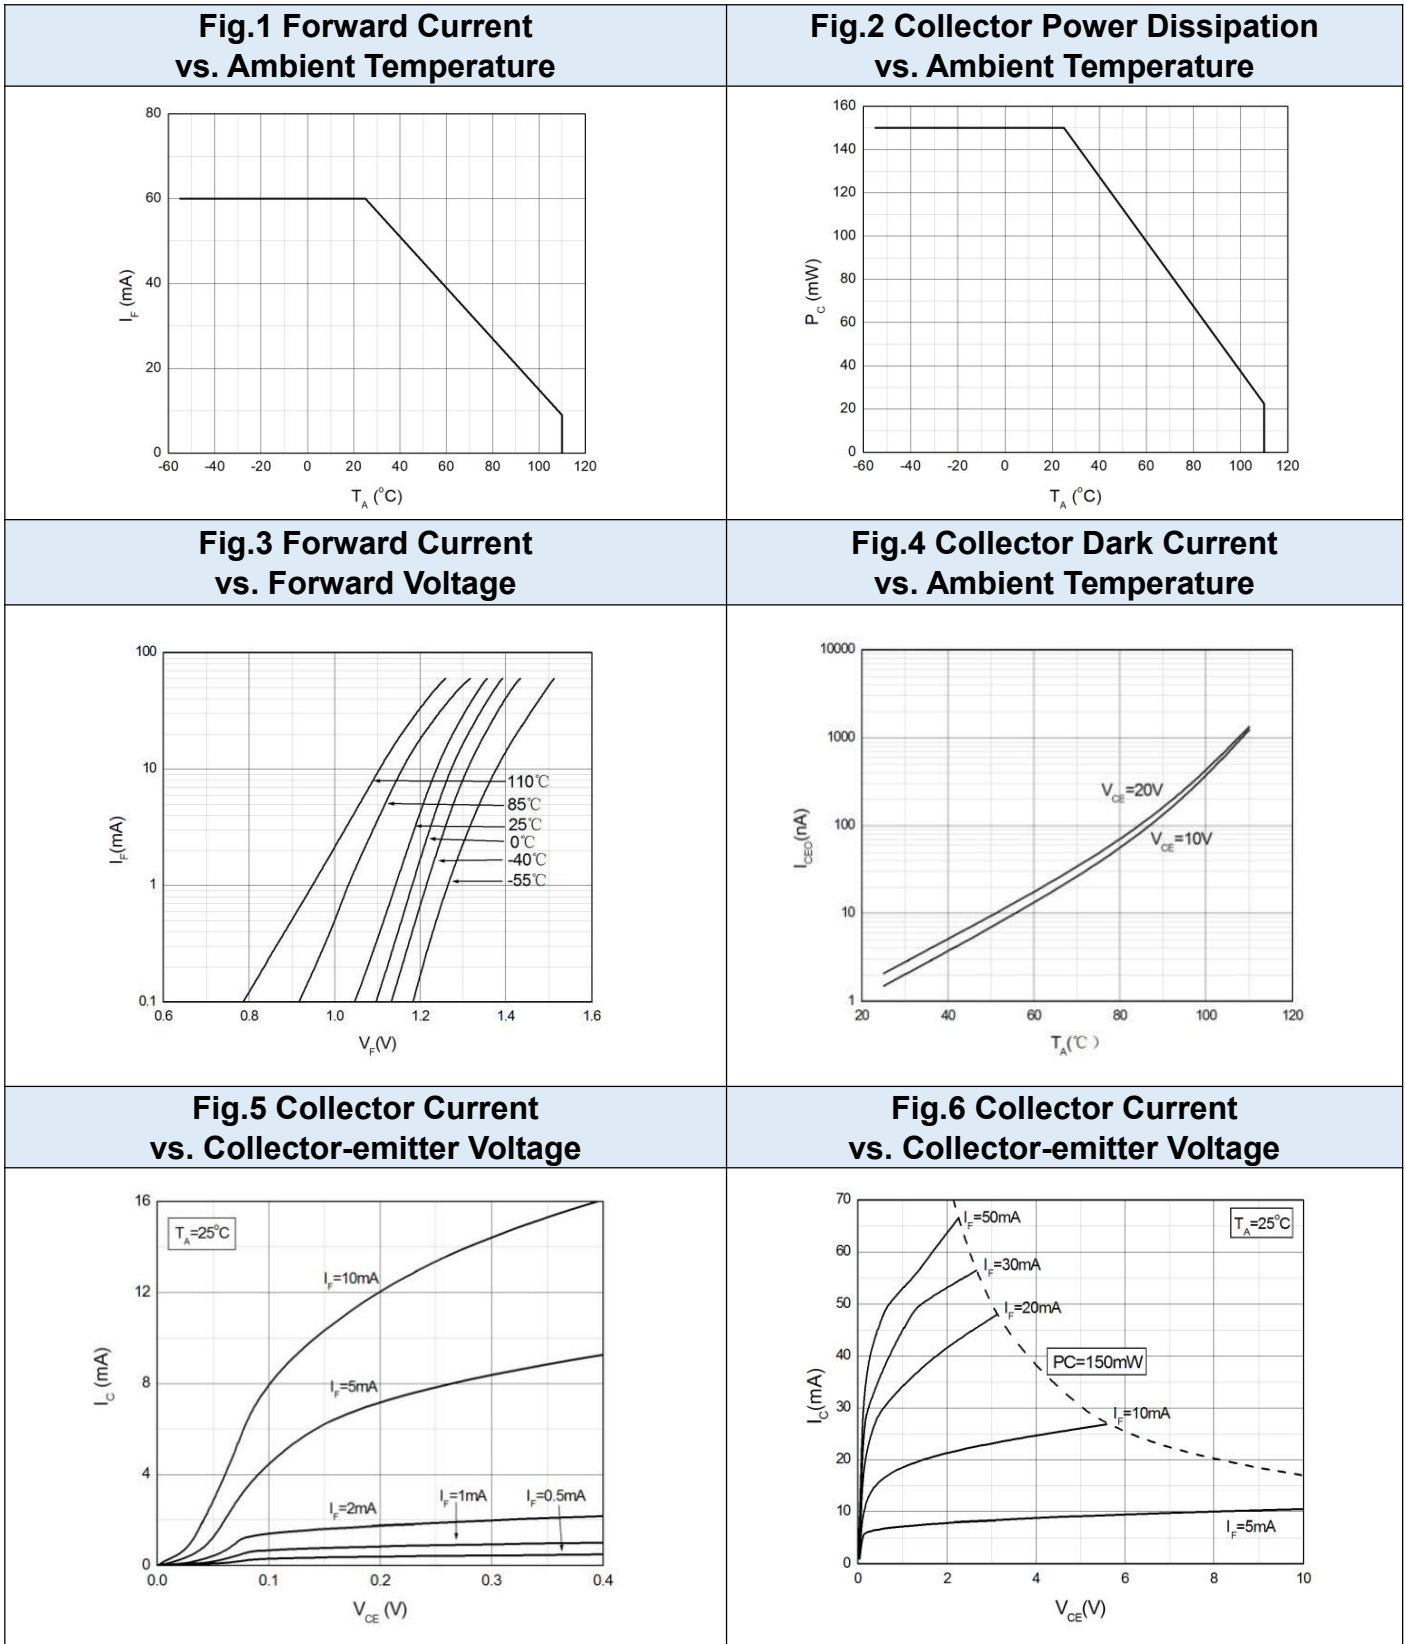 Fig.1 Forward Current
vs. Ambient Temperature
Fig.2 Collector Power Dissipation
vs. Ambient Temperature
80
60
40
20
0
-60 -40 -20 0 20 40 60 80 100 120
I_F (mA)
T_A (°C)
160
140
120
100
80
60
40
20
0
-60 -40 -20 0 20 40 60 80 100 120
P_C (mW)
T_A (°C)
Fig.3 Forward Current
vs. Forward Voltage
Fig.4 Collector Dark Current
vs. Ambient Temperature
100
10
1
0.1
0.6 0.8 1.0 1.2 1.4 1.6
I_F(mA)
V_F(V)
110℃
85℃
25℃
0℃
-40℃
-55℃
10000
1000
100
10
1
20 40 60 80 100 120
I_CEO(nA)
T_A(℃)
V_CE=20V
V_CE=10V
Fig.5 Collector Current
vs. Collector-emitter Voltage
Fig.6 Collector Current
vs. Collector-emitter Voltage
16
12
8
4
0
0.0 0.1 0.2 0.3 0.4
I_C (mA)
V_CE (V)
T_A=25°C
I_F=10mA
I_F=5mA
I_F=2mA
I_F=1mA
I_F=0.5mA
70
60
50
40
30
20
10
0
0 2 4 6 8 10
I_C(mA)
V_CE(V)
T_A=25°C
I_F=50mA
I_F=30mA
I_F=20mA
PC=150mW
I_F=10mA
I_F=5mA